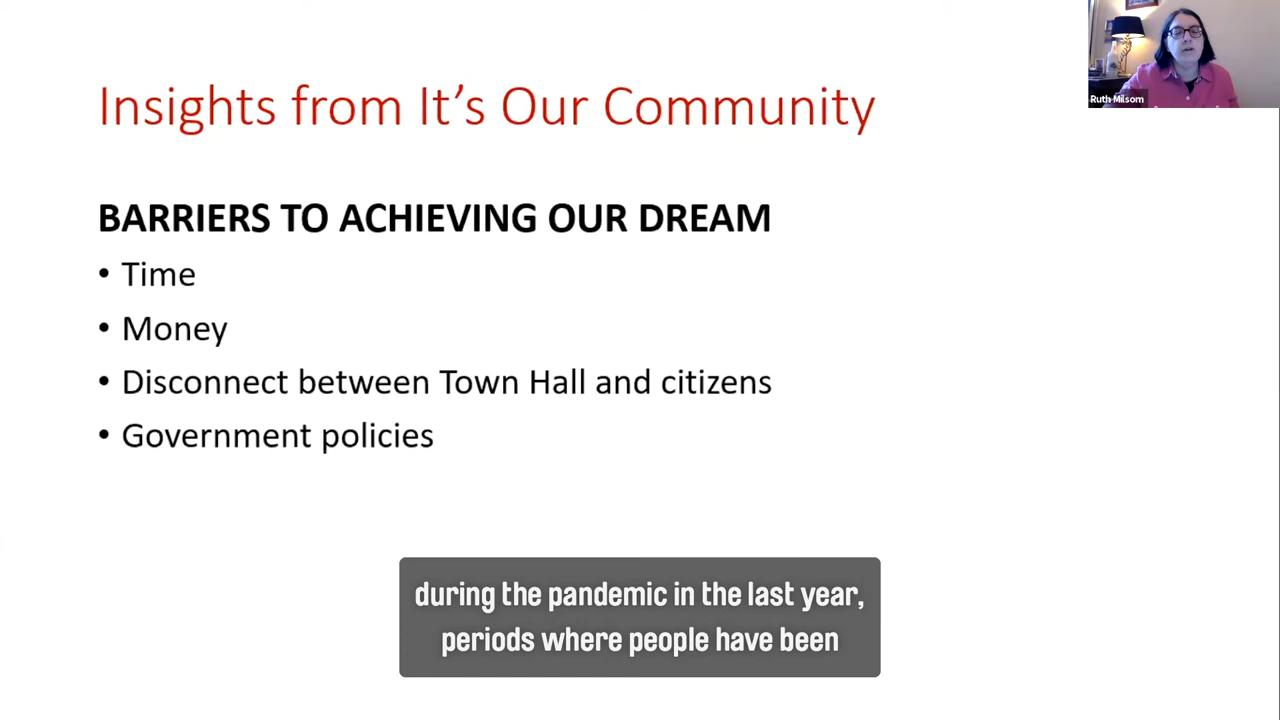 Insights from It's Our Community
Ruth Milsom
BARRIERS TO ACHIEVING OUR DREAM
• Time
• Money
• Disconnect between Town Hall and citizens
• Government policies
during the pandemic in the last year,
periods where people have been